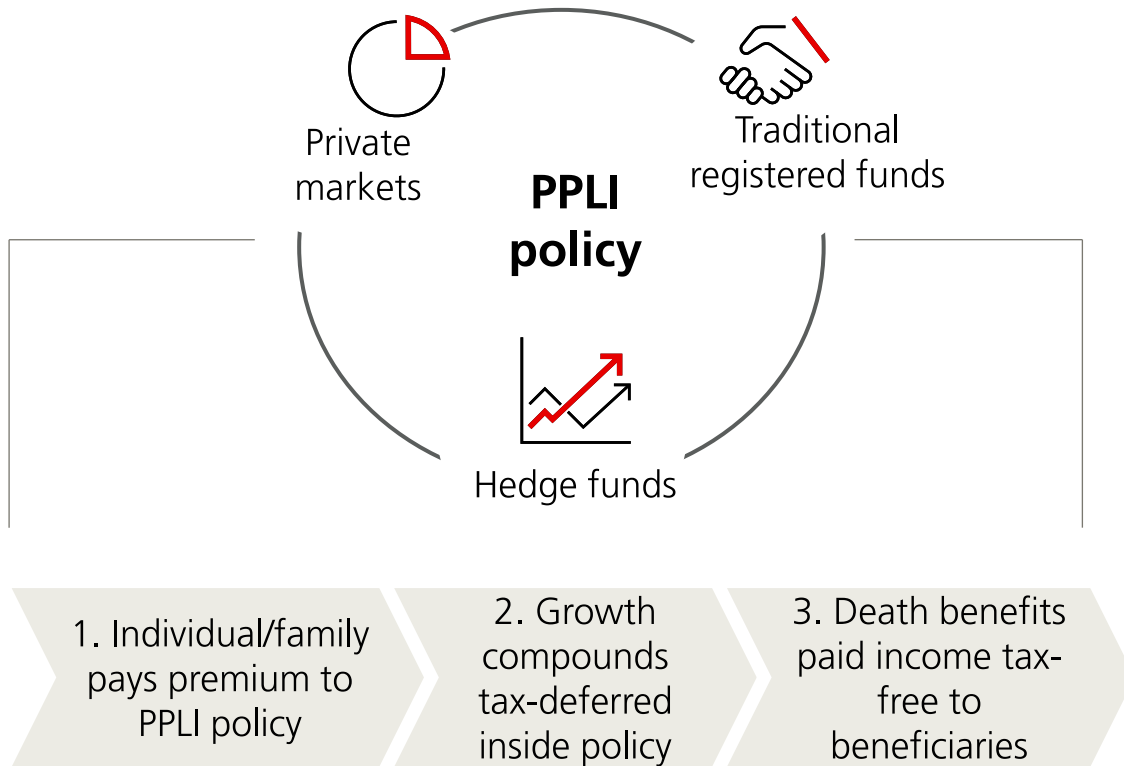 Private
markets
Traditional
registered funds
PPLI
policy
Hedge funds
1. Individual/family
pays premium to
PPLI policy
2. Growth
compounds
tax-deferred
inside policy
3. Death benefits
paid income tax-
free to
beneficiaries